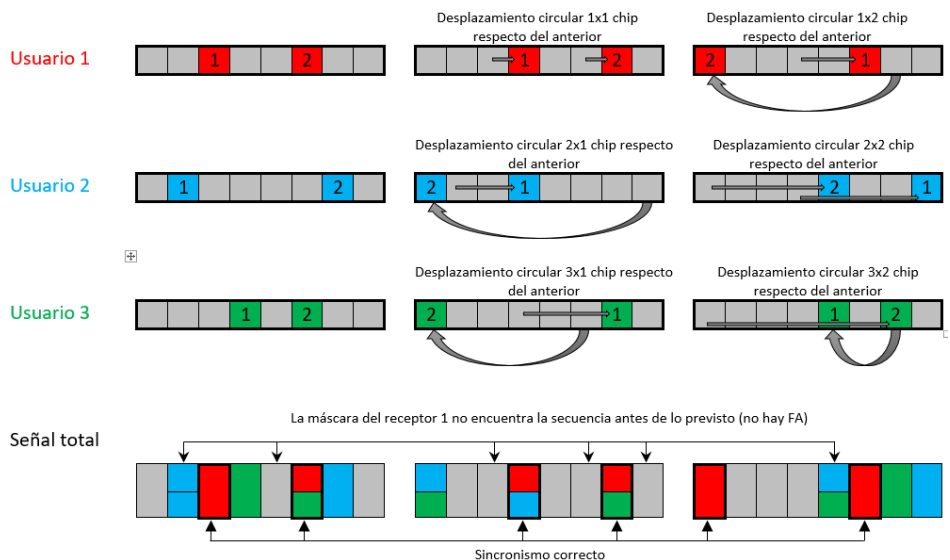 Desplazamiento circular 1x1 chip
respecto del anterior
Desplazamiento circular 1x2 chip
respecto del anterior
Usuario 1
1 2
1 2
2 1
Desplazamiento circular 2x1 chip respecto
del anterior
Desplazamiento circular 2x2 chip
respecto del anterior
Usuario 2
1 2
2 1
2 1
Desplazamiento circular 3x1 chip respecto
del anterior
Desplazamiento circular 3x2 chip
respecto del anterior
Usuario 3
1 2
2 1
1 2
La máscara del receptor 1 no encuentra la secuencia antes de lo previsto (no hay FA)
Señal total
Sincronismo correcto